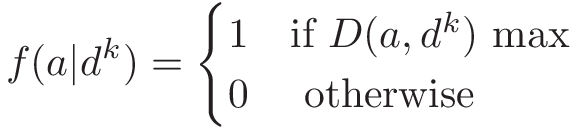 f(a|d^k) = { 1 if D(a, d^k) max
0 otherwise